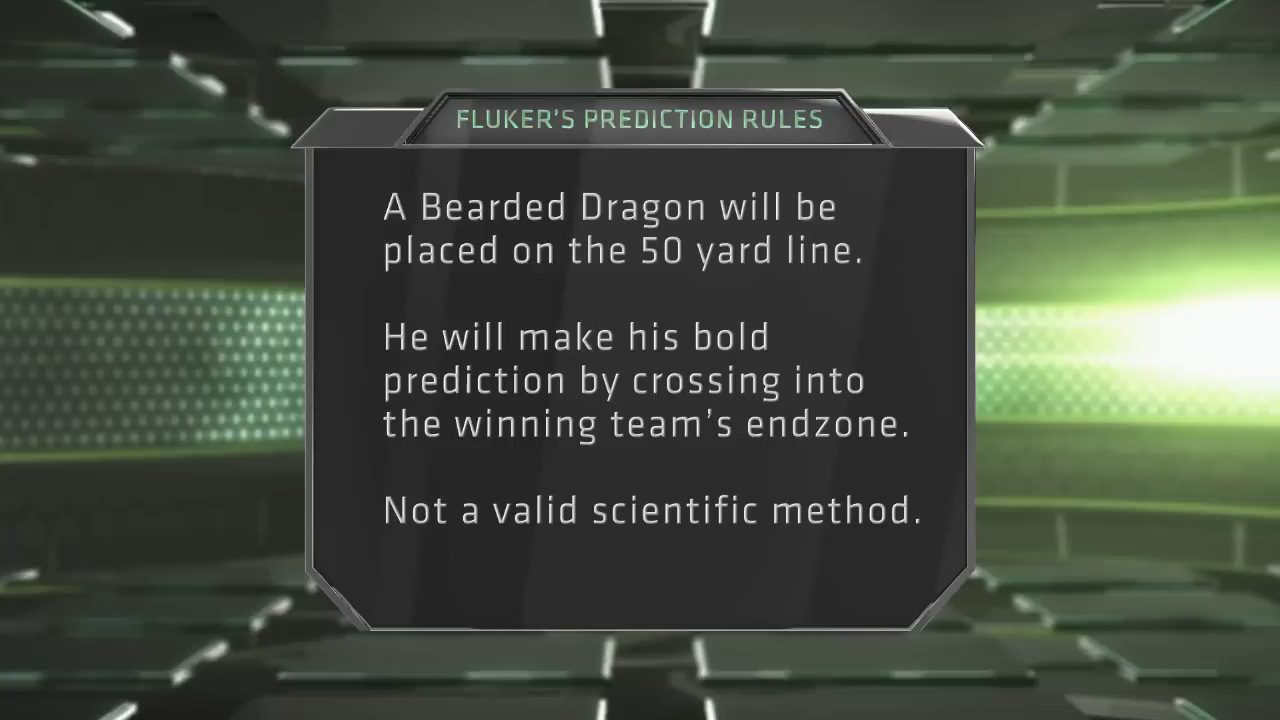 FLUKER'S PREDICTION RULES
A Bearded Dragon will be
placed on the 50 yard line.
He will make his bold
prediction by crossing into
the winning team's endzone.
Not a valid scientific method.